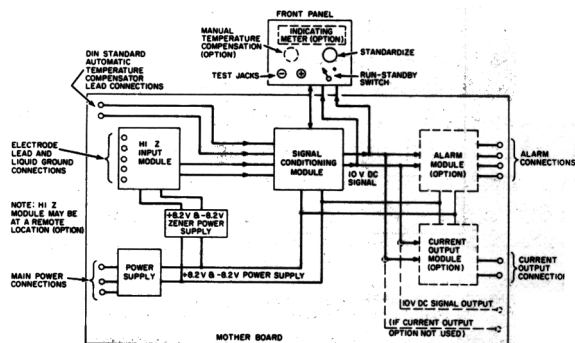 FRONT PANEL
MANUAL
TEMPERATURE
COMPENSATION
(OPTION)
INDICATING
METER (OPTION)
STANDARDIZE
TEST JACKS
RUN-STANDBY
SWITCH
DIN STANDARD
AUTOMATIC
TEMPERATURE
COMPENSATOR
LEAD CONNECTIONS
ELECTRODE
LEAD AND
LIQUID GROUND
CONNECTIONS
HI Z
INPUT
MODULE
SIGNAL
CONDITIONING
MODULE
10 V DC
SIGNAL
ALARM
MODULE
(OPTION)
ALARM
CONNECTIONS
NOTE: HI Z
MODULE MAY BE
AT A REMOTE
LOCATION (OPTION)
+8.2V & -8.2V
ZENER POWER
SUPPLY
CURRENT
OUTPUT
MODULE
(OPTION)
CURRENT
OUTPUT
CONNECTIO
MAIN POWER
CONNECTIONS
POWER
SUPPLY
+8.2V & -8.2V POWER SUPPLY
10V DC SIGNAL OUTPUT
(IF CURRENT OUTPUT
OPTION NOT USED)
MOTHER BOARD